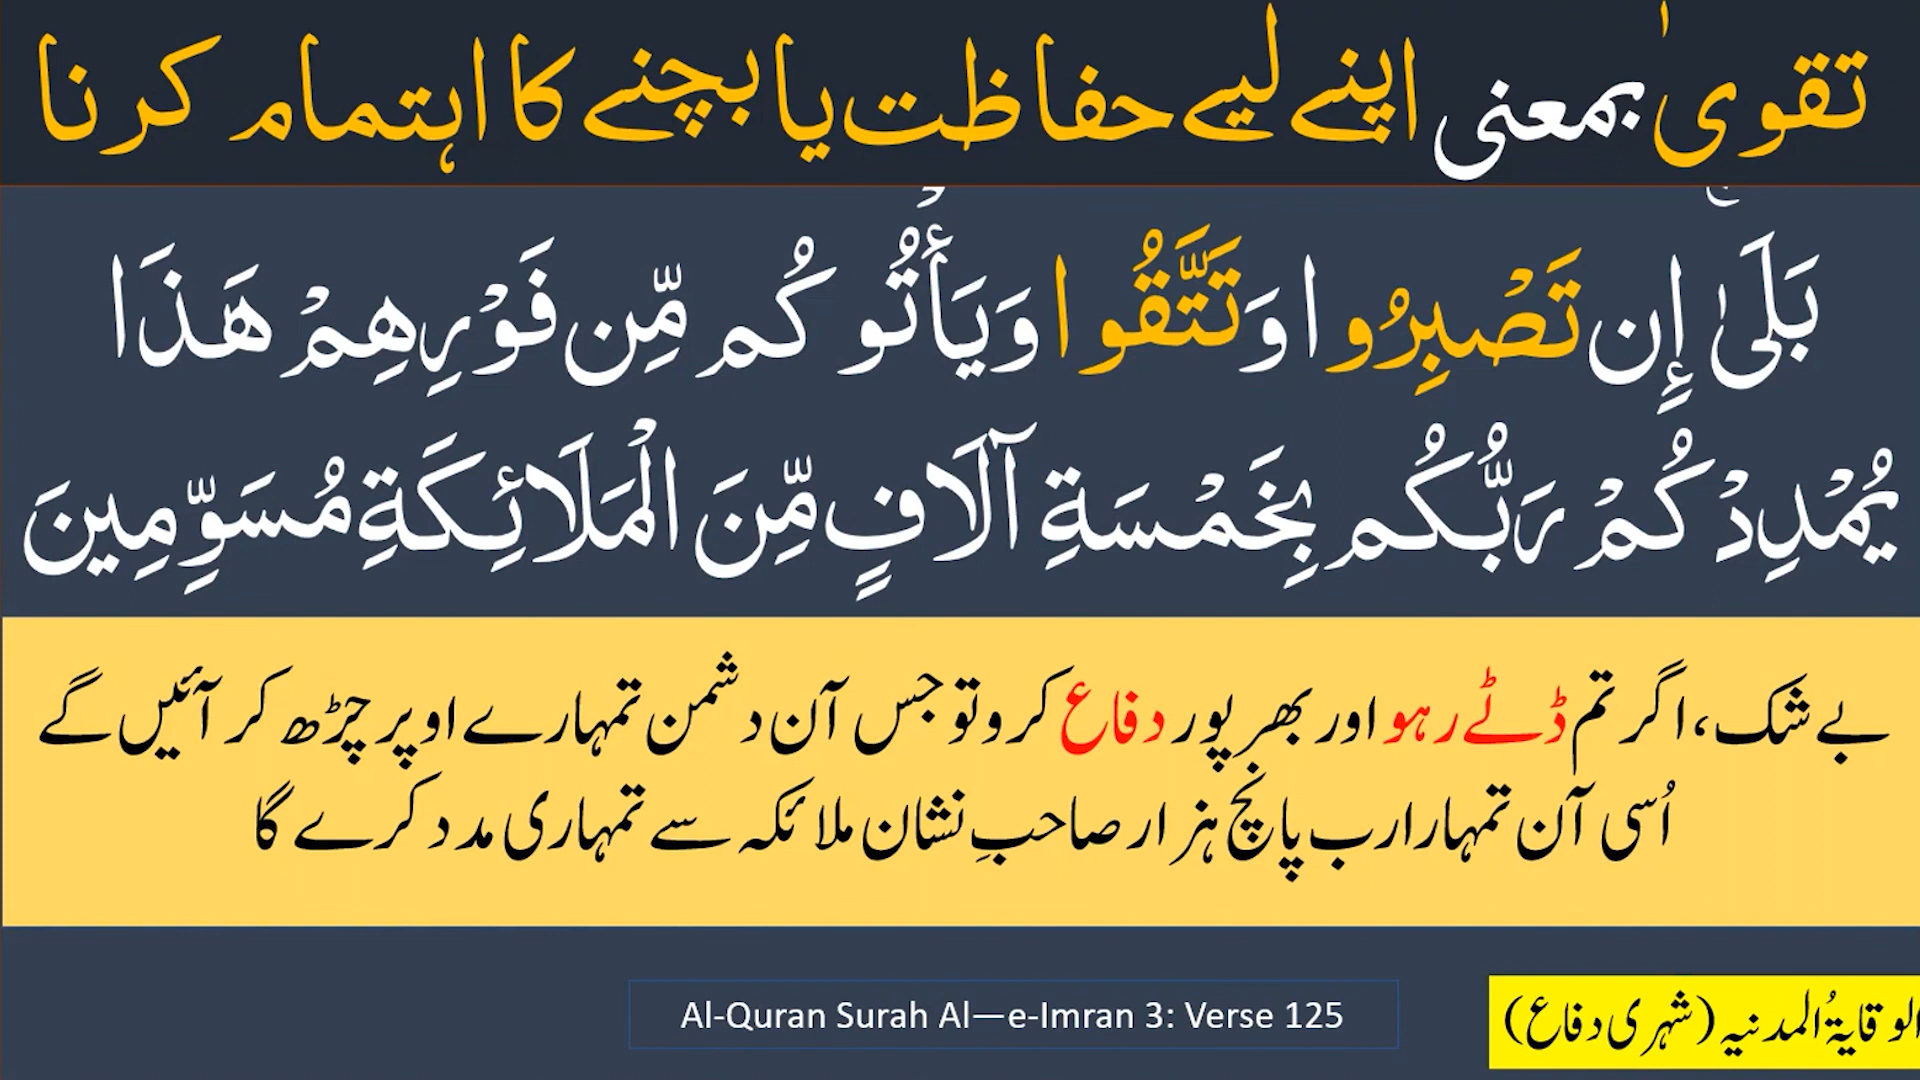 تقویٰ بمعنی اپنے لیے حفاظت یا بچنے کا اہتمام کرنا
بَلَىٰ إِن تَصْبِرُوا وَتَتَّقُوا وَيَأْتُوكُم مِّن فَوْرِهِمْ هَذَا
يُمْدِدْكُمْ رَبُّكُم بِخَمْسَةِ آلَافٍ مِّنَ الْمَلَائِكَةِ مُسَوِّمِينَ
بے شک، اگر تم ڈٹے رہو اور بھرپور دفاع کرو تو جس آن دشمن تمہارے اوپر چڑھ کر آئیں گے
اُسی آن تمہارا رب پانچ ہزار صاحبِ نشان ملائکہ سے تمہاری مدد کرے گا
Al-Quran Surah Al—e-Imran 3: Verse 125
الوقایۃُ المدنیہ (شہری دفاع)